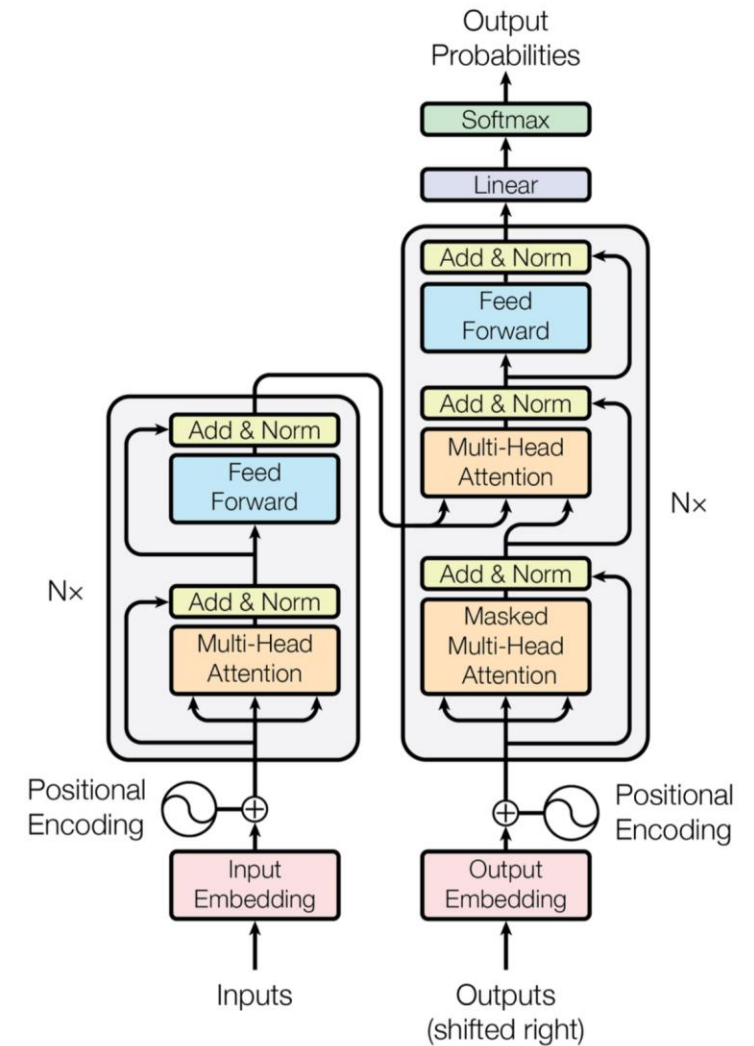 Output
Probabilities
Softmax
Linear
Add & Norm
Feed
Forward
Add & Norm
Multi-Head
Attention
Nx
Add & Norm
Masked
Multi-Head
Attention
Add & Norm
Feed
Forward
Nx
Add & Norm
Multi-Head
Attention
Positional
Encoding
Positional
Encoding
Input
Embedding
Output
Embedding
Inputs
Outputs
(shifted right)